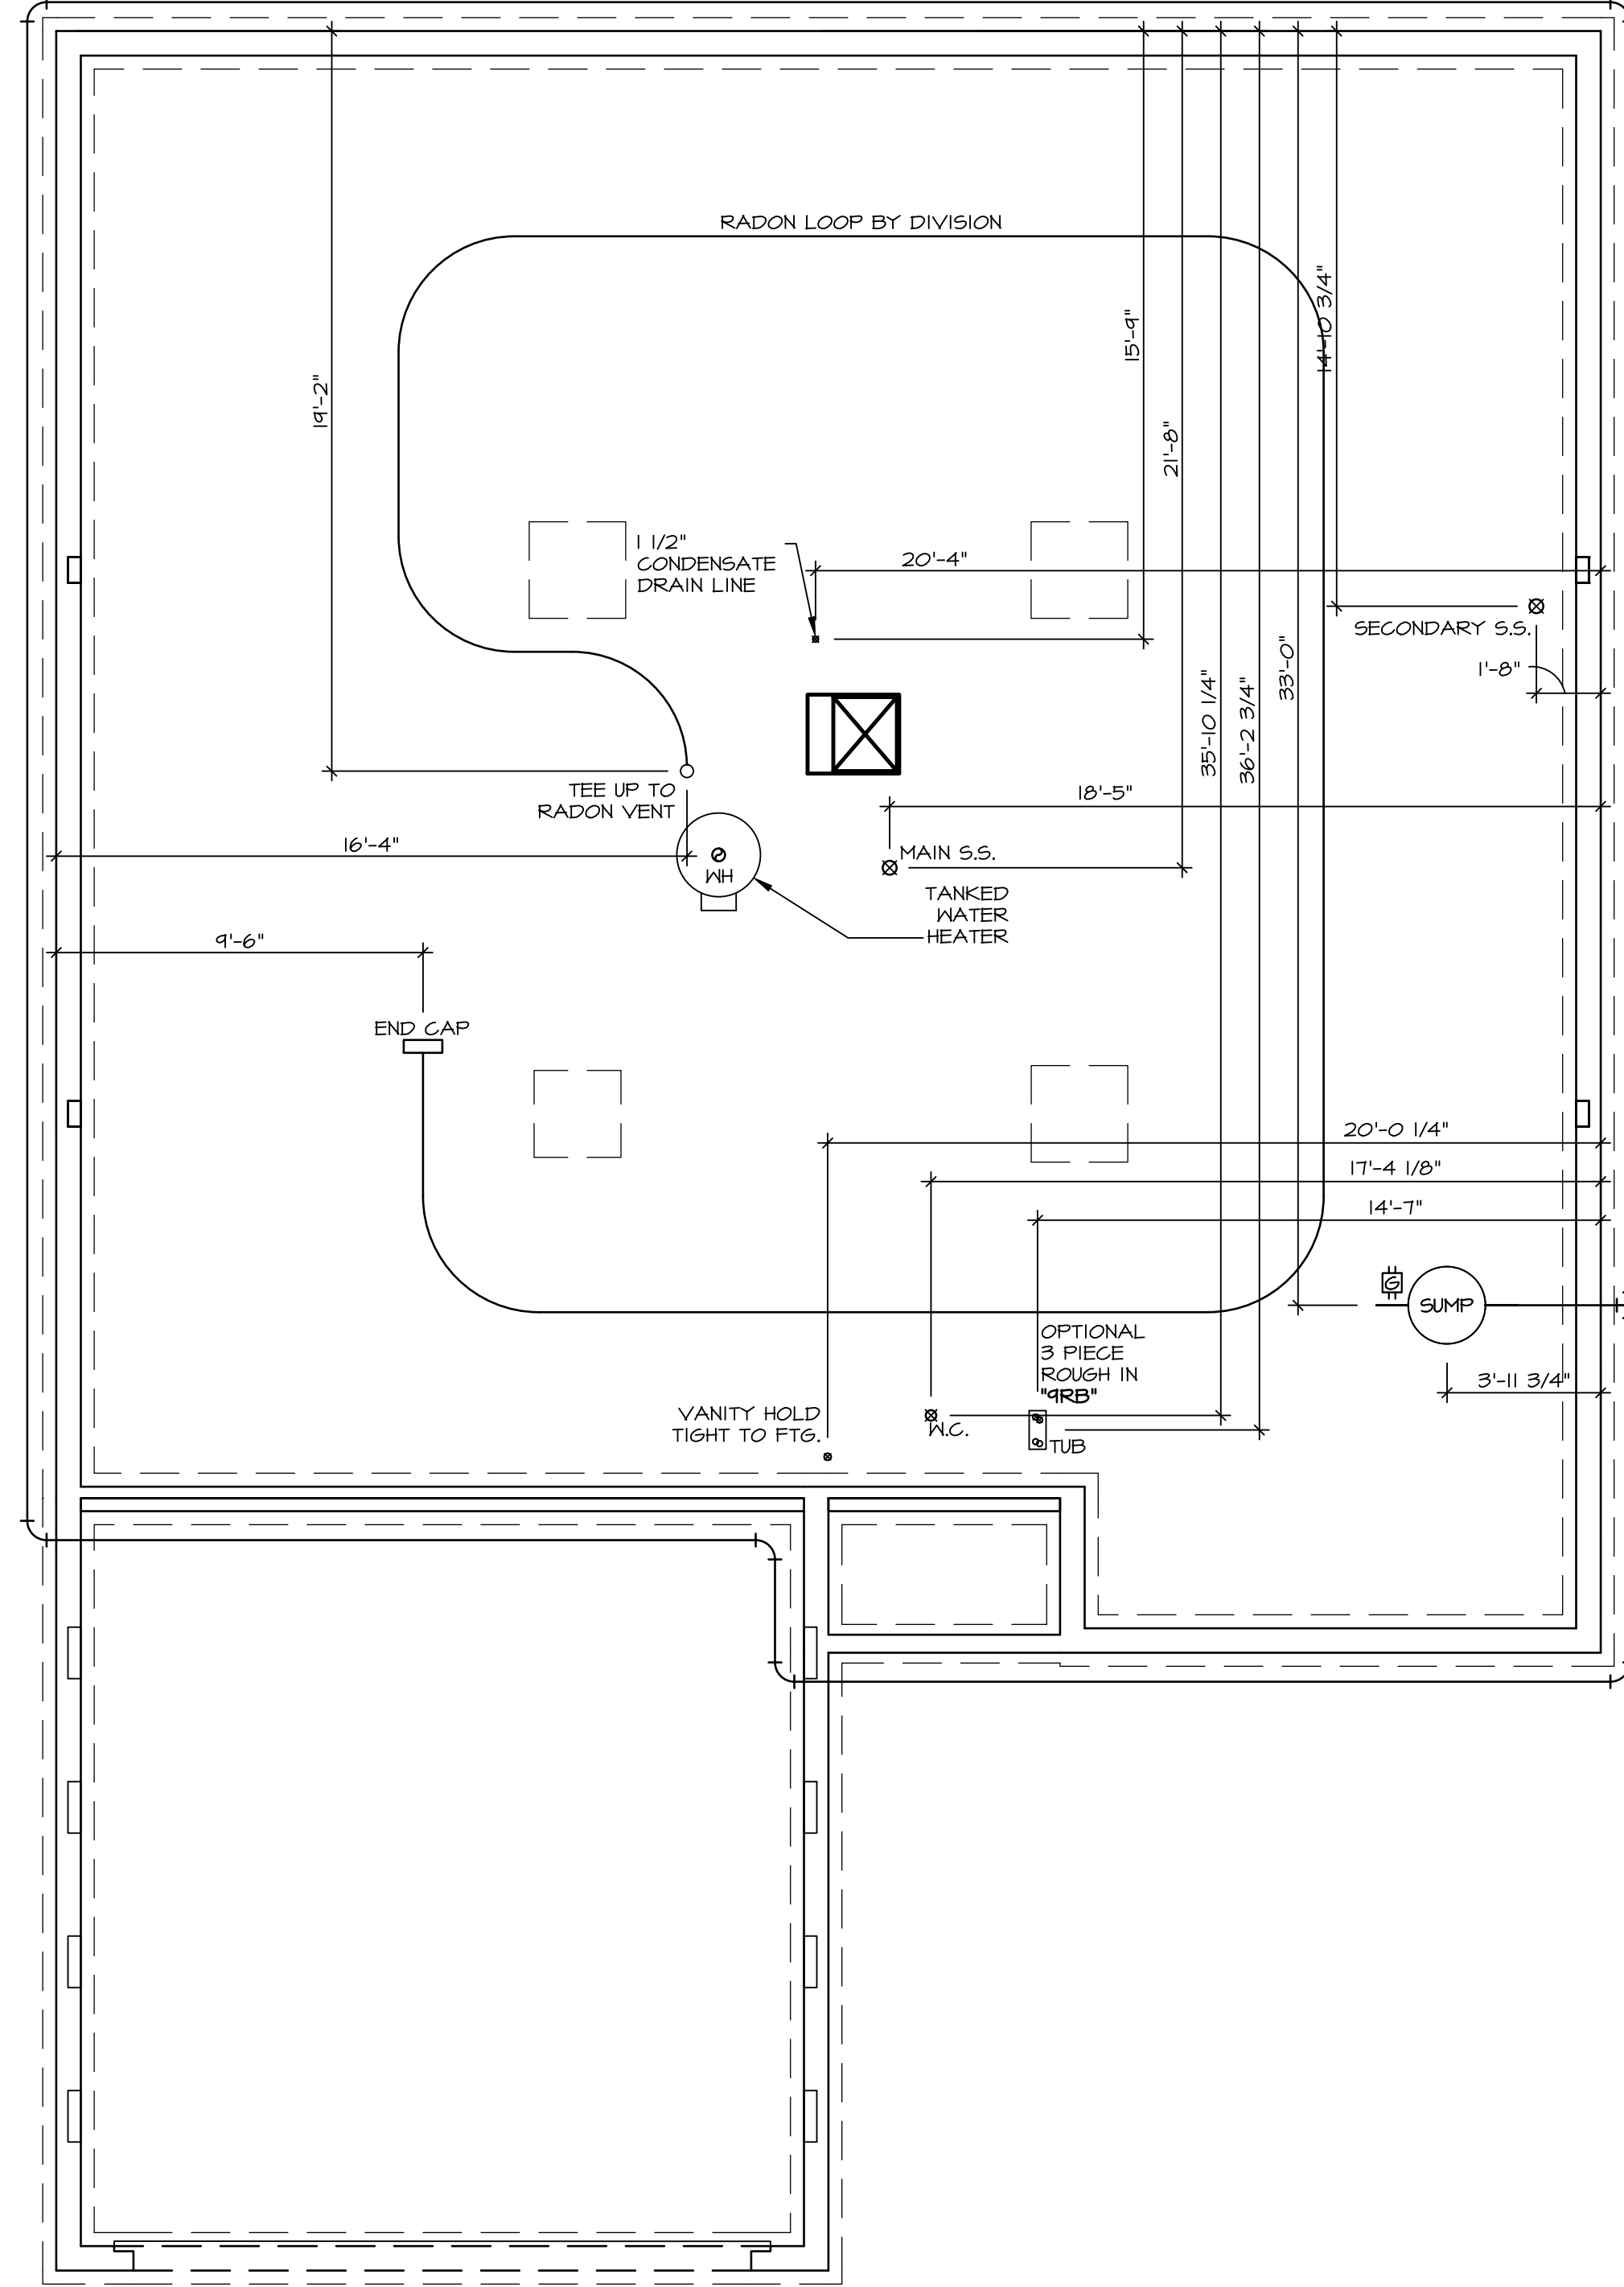 RADON LOOP BY DIVISION
14'-10 3/4"
15'-9"
19'-2"
21'-8"
1 1/2"
CONDENSATE
DRAIN LINE
20'-4"
SECONDARY S.S.
1'-8"
33'-0"
35'-10 1/4"
36'-2 3/4"
TEE UP TO
RADON VENT
18'-5"
16'-4"
MAIN S.S.
WH
TANKED
WATER
HEATER
9'-6"
END CAP
20'-0 1/4"
17'-4 1/8"
14'-7"
G
SUMP
OPTIONAL
3 PIECE
ROUGH IN
"9RB"
3'-11 3/4"
VANITY HOLD
TIGHT TO FTG.
W.C.
TUB